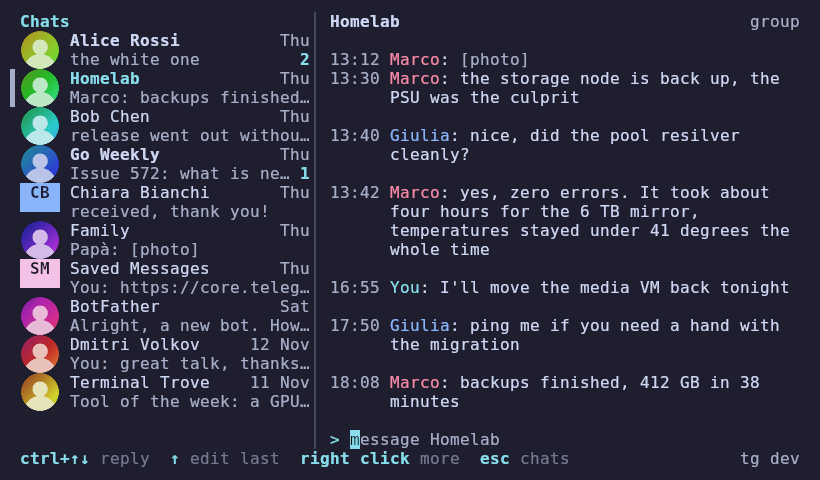 Chats
Alice Rossi Thu
the white one 2
Homelab Thu
Marco: backups finished…
Bob Chen Thu
release went out withou…
Go Weekly Thu
Issue 572: what is ne… 1
CB Chiara Bianchi Thu
received, thank you!
Family Thu
Papà: [photo]
SM Saved Messages Thu
You: https://core.teleg…
BotFather Sat
Alright, a new bot. How…
Dmitri Volkov 12 Nov
You: great talk, thanks…
Terminal Trove 11 Nov
Tool of the week: a GPU…
Homelab group
13:12 Marco: [photo]
13:30 Marco: the storage node is back up, the
PSU was the culprit
13:40 Giulia: nice, did the pool resilver
cleanly?
13:42 Marco: yes, zero errors. It took about
four hours for the 6 TB mirror,
temperatures stayed under 41 degrees the
whole time
16:55 You: I'll move the media VM back tonight
17:50 Giulia: ping me if you need a hand with
the migration
18:08 Marco: backups finished, 412 GB in 38
minutes
> message Homelab
ctrl+↑↓ reply ↑ edit last right click more esc chats tg dev